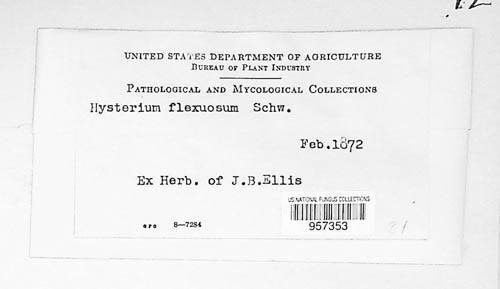 UNITED STATES DEPARTMENT OF AGRICULTURE
BUREAU OF PLANT INDUSTRY
PATHOLOGICAL AND MYCOLOGICAL COLLECTIONS
Hysterium flexuosum Schw.
Feb.1872
Ex Herb. of J.B.Ellis
US NATIONAL FUNGUS COLLECTIONS
957353
GPO 8—7284